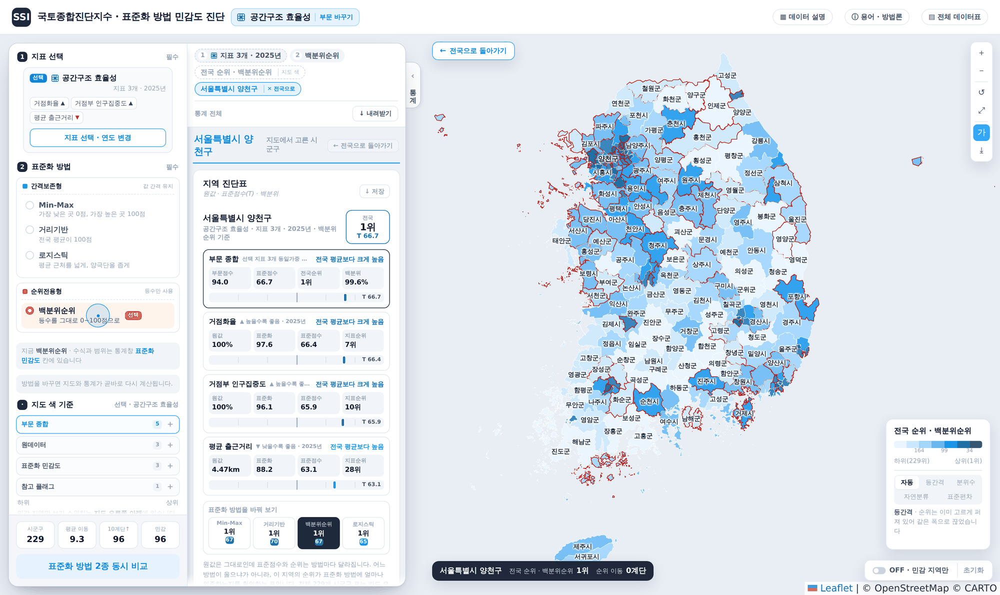 SSI 국토종합진단지수 · 표준화 방법 민감도 진단 공간구조 효율성 부문 바꾸기
데이터 설명 용어 · 방법론 전체 데이터표
1 지표 선택 필수
선택 공간구조 효율성
지표 3개 · 2025년
거점화율 ▲ 거점부 인구집중도 ▲
평균 출근거리 ▼
지표 선택 · 연도 변경
2 표준화 방법 필수
간격보존형 값 간격 유지
Min-Max
가장 낮은 곳 0점, 가장 높은 곳 100점
거리기반
전국 평균이 100점
로지스틱
평균 근처를 넓게, 양극단을 좁게
순위전용형 등수만 사용
백분위순위
등수를 그대로 0~100점으로 선택
지금 백분위순위 · 수식과 범위는 통계창 표준화
민감도 칸에 있습니다
방법을 바꾸면 지도와 통계가 곧바로 다시 계산됩니다.
· 지도 색 기준 선택 · 공간구조 효율성
부문 종합 5 +
원데이터 3 +
표준화 민감도 3 +
참고 플래그 1 +
하위 상위
시군구 229
평균 이동 9.3
10계단↑ 96
민감 96
표준화 방법 2종 동시 비교
1 지표 3개 · 2025년 2 백분위순위
전국 순위 · 백분위순위 지도 색
서울특별시 양천구 × 전국으로
통계 전체 ↓ 내려받기
서울특별시 양천구
지도에서 고른 시군구
← 전국으로 돌아가기
지역 진단표 ↓ 저장
원값 · 표준점수(T) · 백분위
서울특별시 양천구
공간구조 효율성 · 지표 3개 · 2025년 · 백분위
순위 기준
전국
1위
T 66.7
부문 종합 선택 지표 3개 동일가중 ... 전국 평균보다 크게 높음
부문점수 표준점수 전국순위 백분위
94.0 66.7 1위 99.6%
T 66.7
거점화율 ▲ 높을수록 좋음 · 2025년 전국 평균보다 크게 높음
원값 표준화 표준점수 지표순위
100% 97.6 66.4 7위
T 66.4
거점부 인구집중도 ▲ 높을수록 좋... 전국 평균보다 크게 높음
원값 표준화 표준점수 지표순위
100% 96.1 65.9 10위
T 65.9
평균 출근거리 ▼ 낮을수록 좋음 · 2025년 전국 평균보다 높음
원값 표준화 표준점수 지표순위
4.47km 88.2 63.1 28위
T 63.1
표준화 방법을 바꿔 보기
Min-Max 거리기반 백분위순위 로지스틱
1위 1위 1위 1위
67 70 67 65
원값은 그대로인데 표준점수와 순위는 방법마다 달라집니다. 어느
방법이 옳으냐가 아니라, 이 지역의 순위가 표준화 방법에 얼마나
‹ 통계
← 전국으로 돌아가기
고성군
철원군 화천군 양구군
인제군
연천군
포천시 양양군
파주시 춘천시
가평군 홍천군
강릉시
김포시 남양주시
양천구 양평군 횡성군 평창군
시흥시 광주시 정선군
여주시 원주시 삼척시
화성시 용인시 제천시 영월군
평택시 안성시 음성군 충주시 단양군
당진시 아산시 영주시 봉화군 울진군
서산시 천안시 괴산군
태안군 예산군 청주시 문경시 영양군
홍성군 예천군 안동시
공주시 보은군 상주시 영덕군
보령시 옥천군 의성군 청송군
부여군 논산시 구미시 군위군
서천군 금산군 영동군 포항시
익산시 김천시 칠곡군 영천시
완주군 무주군 성주군
김제시 진안군 거창군 고령군 경산시 경주시
정읍시 임실군 장수군 청도군
함양군 합천군 창녕군 밀양시 울주군
고창군 순창군 남원시 의령군 양산시
장성군 구례군 산청군
영광군 곡성군 함안군
함평군 하동군 진주시 창원시
무안군 나주시 화순군 순천시 고성군
영암군 보성군 여수시 남해군 거제시
장흥군 고흥군
해남군
진도군
제주시
서귀포시
서울특별시 양천구 전국 순위 · 백분위순위 1위 순위 이동 0계단
+
−
↺
⤢
가
⤓
전국 순위 · 백분위순위
164 99 34
하위(229위) 상위(1위)
자동 등간격 분위수
자연분류 표준편차
등간격 · 순위는 이미 고르게 퍼
져 있어 같은 폭으로 끊었습니
다
OFF · 민감 지역만 초기화
Leaflet | © OpenStreetMap © CARTO